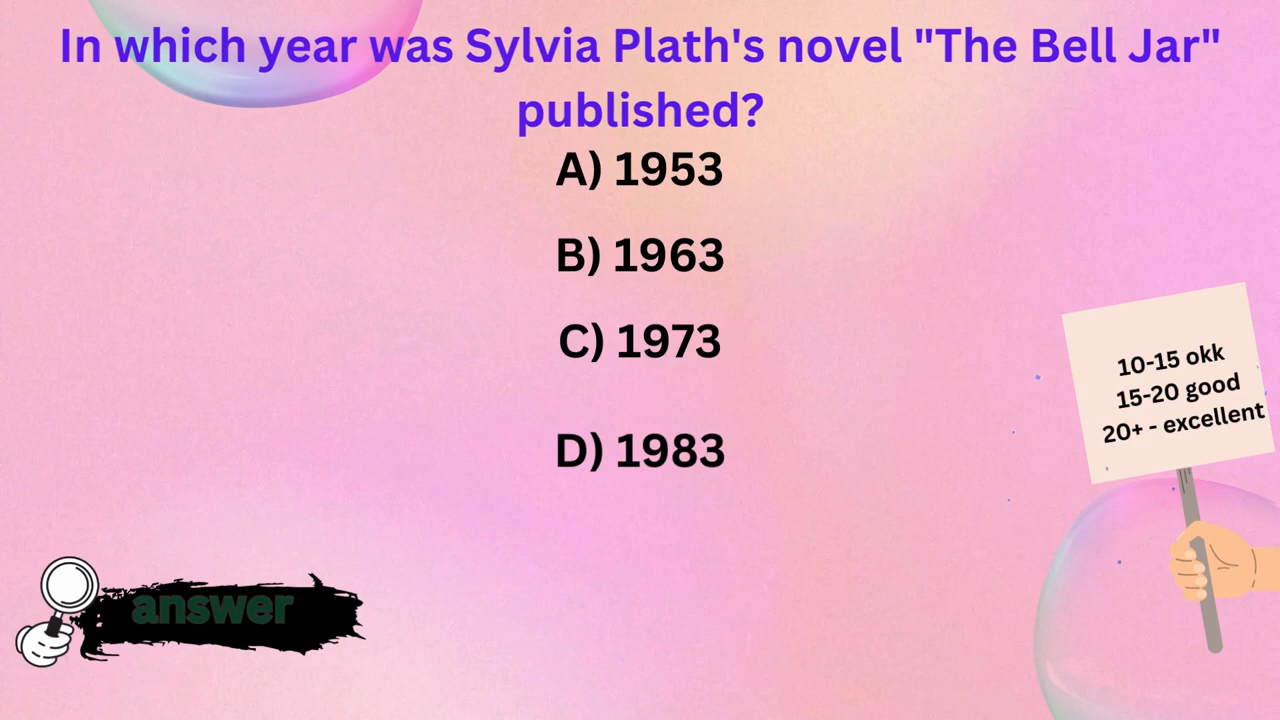 In which year was Sylvia Plath's novel "The Bell Jar"
published?
A) 1953
B) 1963
C) 1973
D) 1983
10-15 okk
15-20 good
20+ - excellent
answer